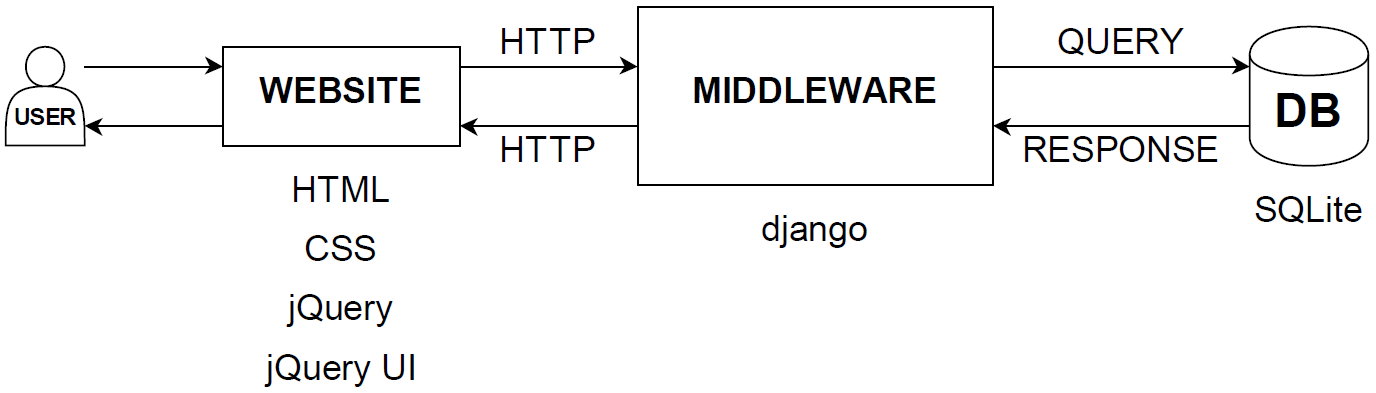 HTTP
QUERY
USER
WEBSITE
MIDDLEWARE
DB
HTTP
RESPONSE
HTML
CSS
jQuery
jQuery UI
django
SQLite